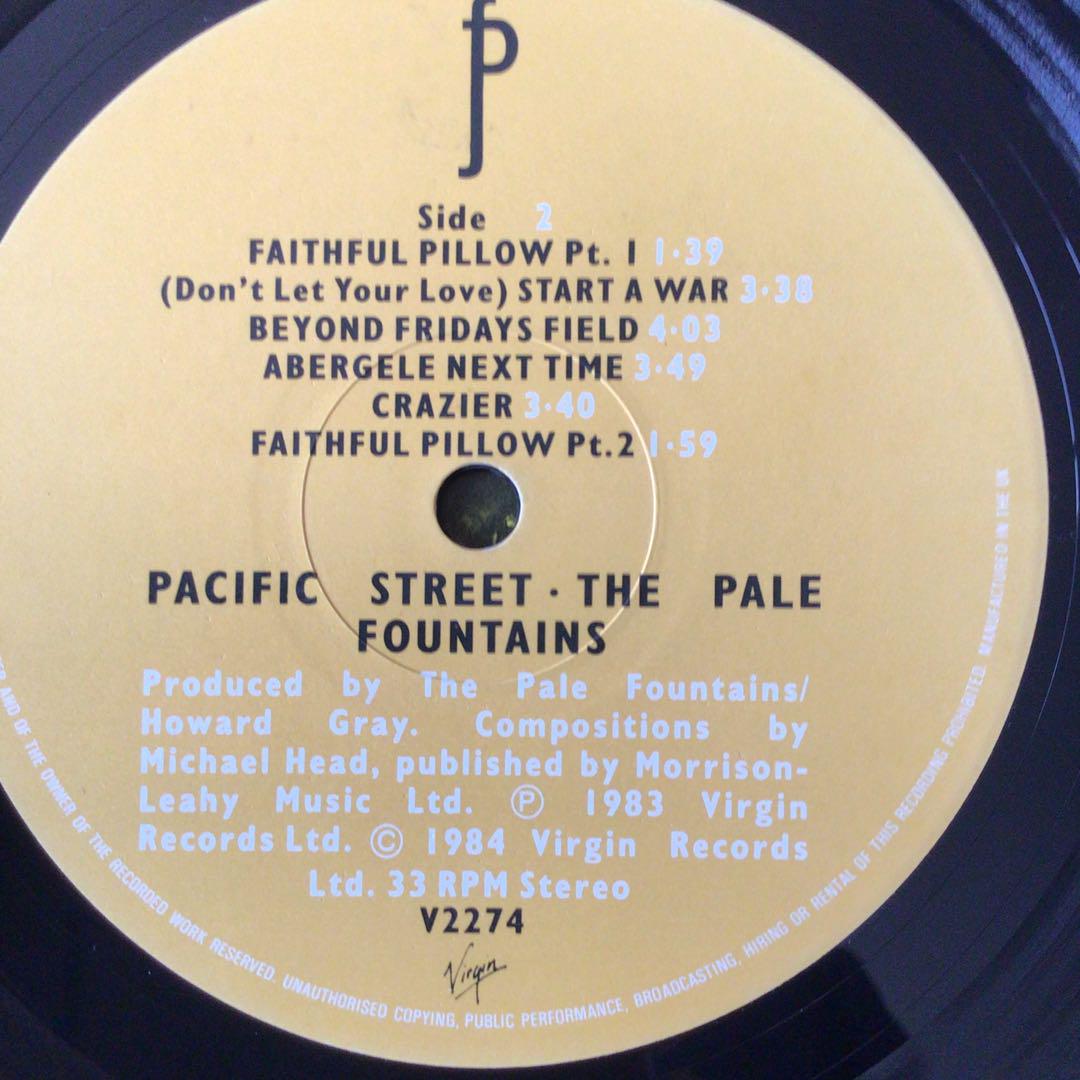 fp
Side 2
FAITHFUL PILLOW Pt. 1 1·39
(Don't Let Your Love) START A WAR 3·38
BEYOND FRIDAYS FIELD 4·03
ABERGELE NEXT TIME 3·49
CRAZIER 3·40
FAITHFUL PILLOW Pt.2 1·59
PACIFIC STREET · THE PALE
FOUNTAINS
Produced by The Pale Fountains/
Howard Gray. Compositions by
Michael Head, published by Morrison-
Leahy Music Ltd. Ⓟ 1983 Virgin
Records Ltd. © 1984 Virgin Records
Ltd. 33 RPM Stereo
V2274
Virgin
AND OF THE OWNER OF THE RECORDED WORK RESERVED. UNAUTHORISED COPYING, PUBLIC PERFORMANCE, BROADCASTING, HIRING OR RENTAL OF THIS RECORDING PROHIBITED. MANUFACTURED IN THE UK